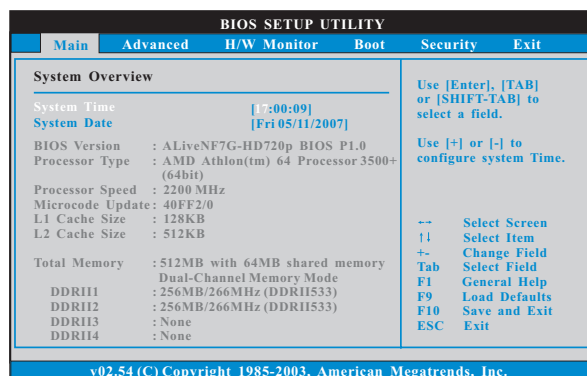 BIOS SETUP UTILITY
Main Advanced H/W Monitor Boot Security Exit
System Overview
System Time [17:00:09]
System Date [Fri 05/11/2007]
BIOS Version : ALiveNF7G-HD720p BIOS P1.0
Processor Type : AMD Athlon(tm) 64 Processor 3500+
(64bit)
Processor Speed : 2200 MHz
Microcode Update : 40FF2/0
L1 Cache Size : 128KB
L2 Cache Size : 512KB
Total Memory : 512MB with 64MB shared memory
Dual-Channel Memory Mode
DDRII1 : 256MB/266MHz (DDRII533)
DDRII2 : 256MB/266MHz (DDRII533)
DDRII3 : None
DDRII4 : None
Use [Enter], [TAB]
or [SHIFT-TAB] to
select a field.
Use [+] or [-] to
configure system Time.
←→ Select Screen
↑↓ Select Item
+- Change Field
Tab Select Field
F1 General Help
F9 Load Defaults
F10 Save and Exit
ESC Exit
v02.54 (C) Copyright 1985-2003, American Megatrends, Inc.